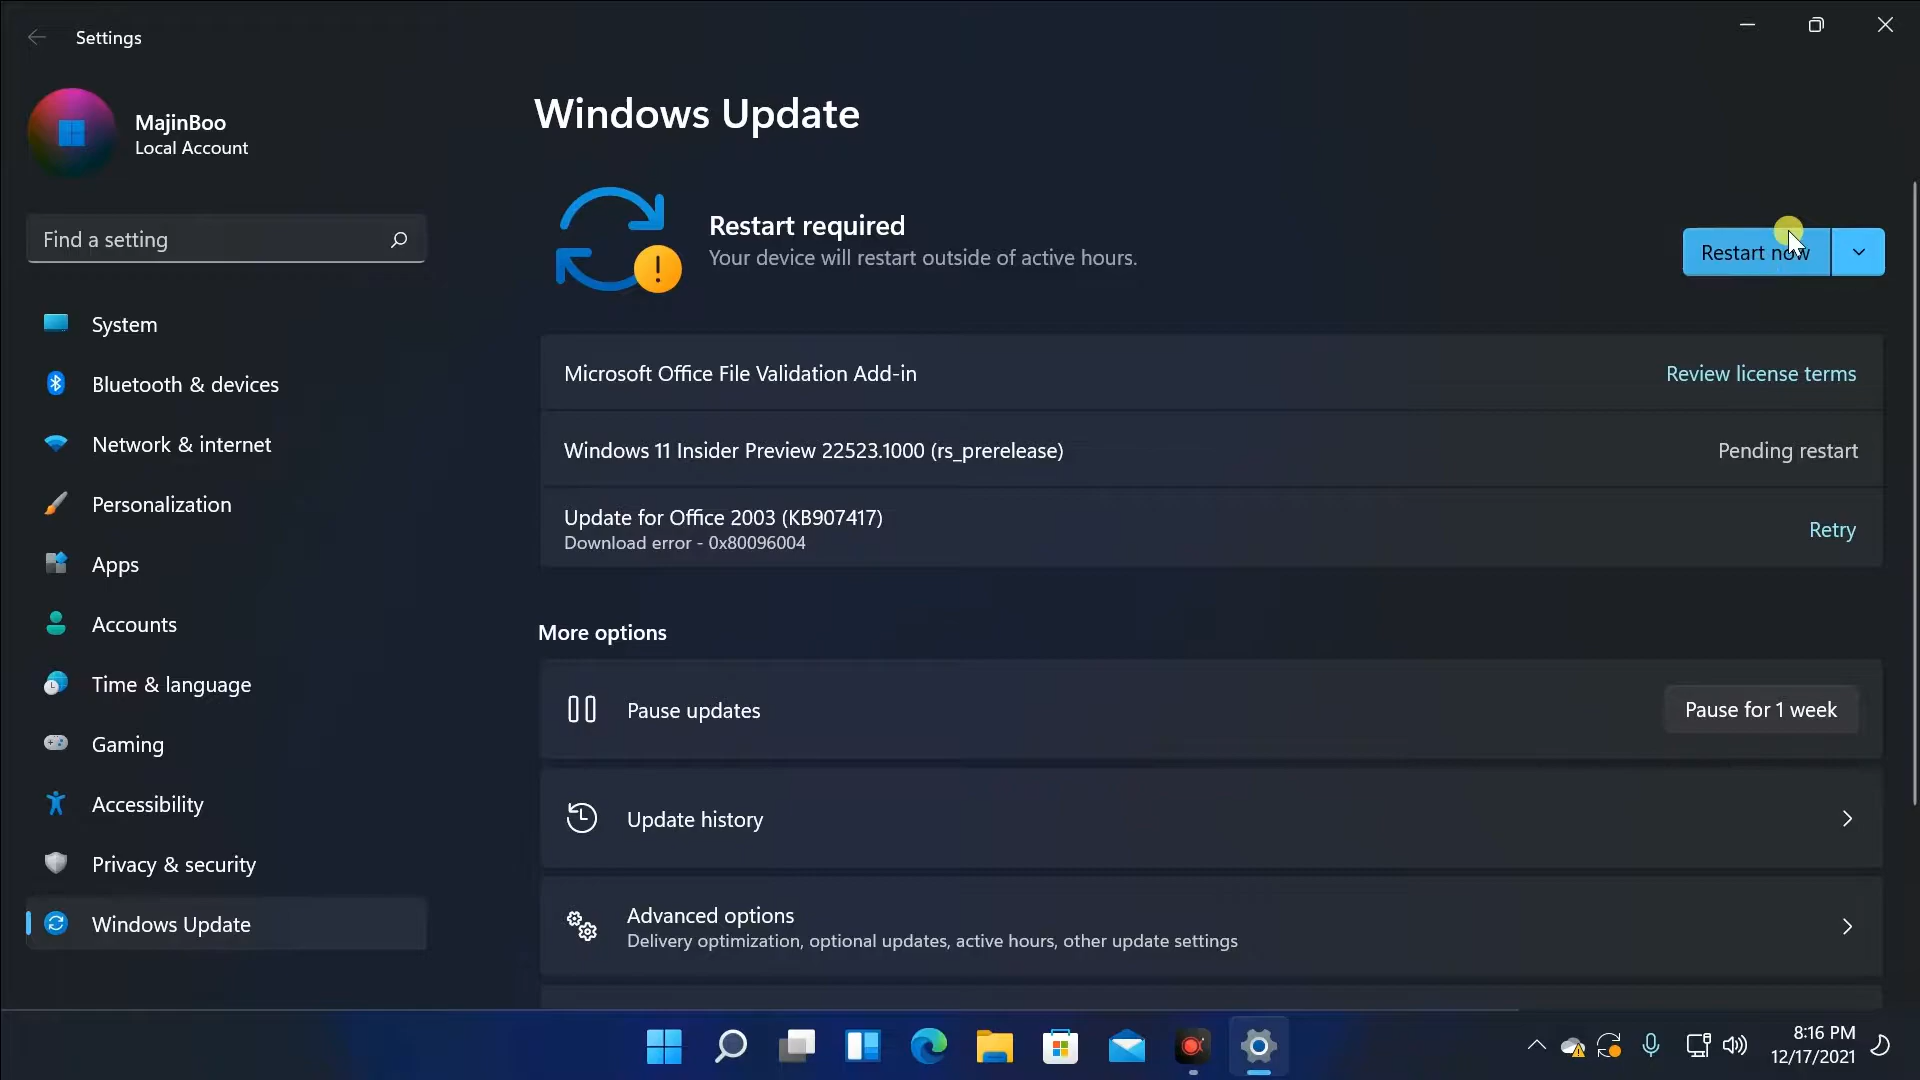 Settings
MajinBoo
Local Account
Find a setting
System
Bluetooth & devices
Network & internet
Personalization
Apps
Accounts
Time & language
Gaming
Accessibility
Privacy & security
Windows Update
Windows Update
Restart required
Your device will restart outside of active hours.
Restart now
Microsoft Office File Validation Add-in
Review license terms
Windows 11 Insider Preview 22523.1000 (rs_prerelease)
Pending restart
Update for Office 2003 (KB907417)
Download error - 0x80096004
Retry
More options
Pause updates
Pause for 1 week
Update history
Advanced options
Delivery optimization, optional updates, active hours, other update settings
8:16 PM
12/17/2021